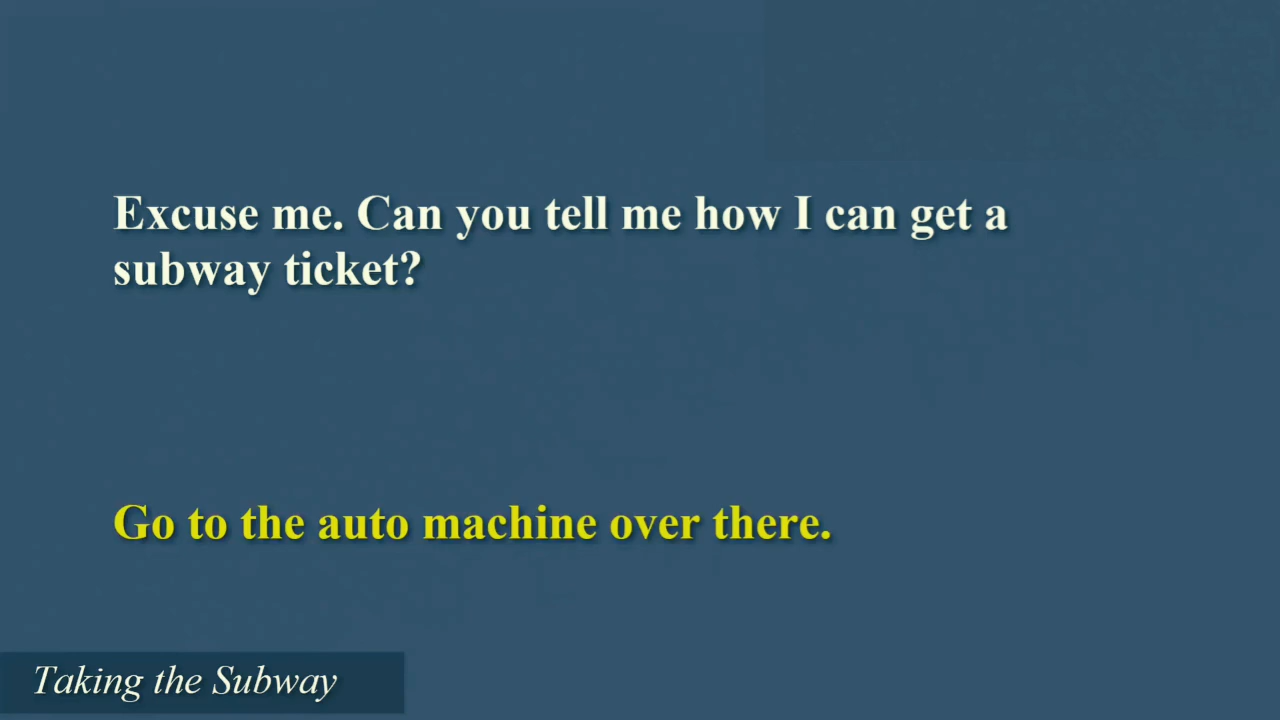 Excuse me. Can you tell me how I can get a
subway ticket?
Go to the auto machine over there.
Taking the Subway